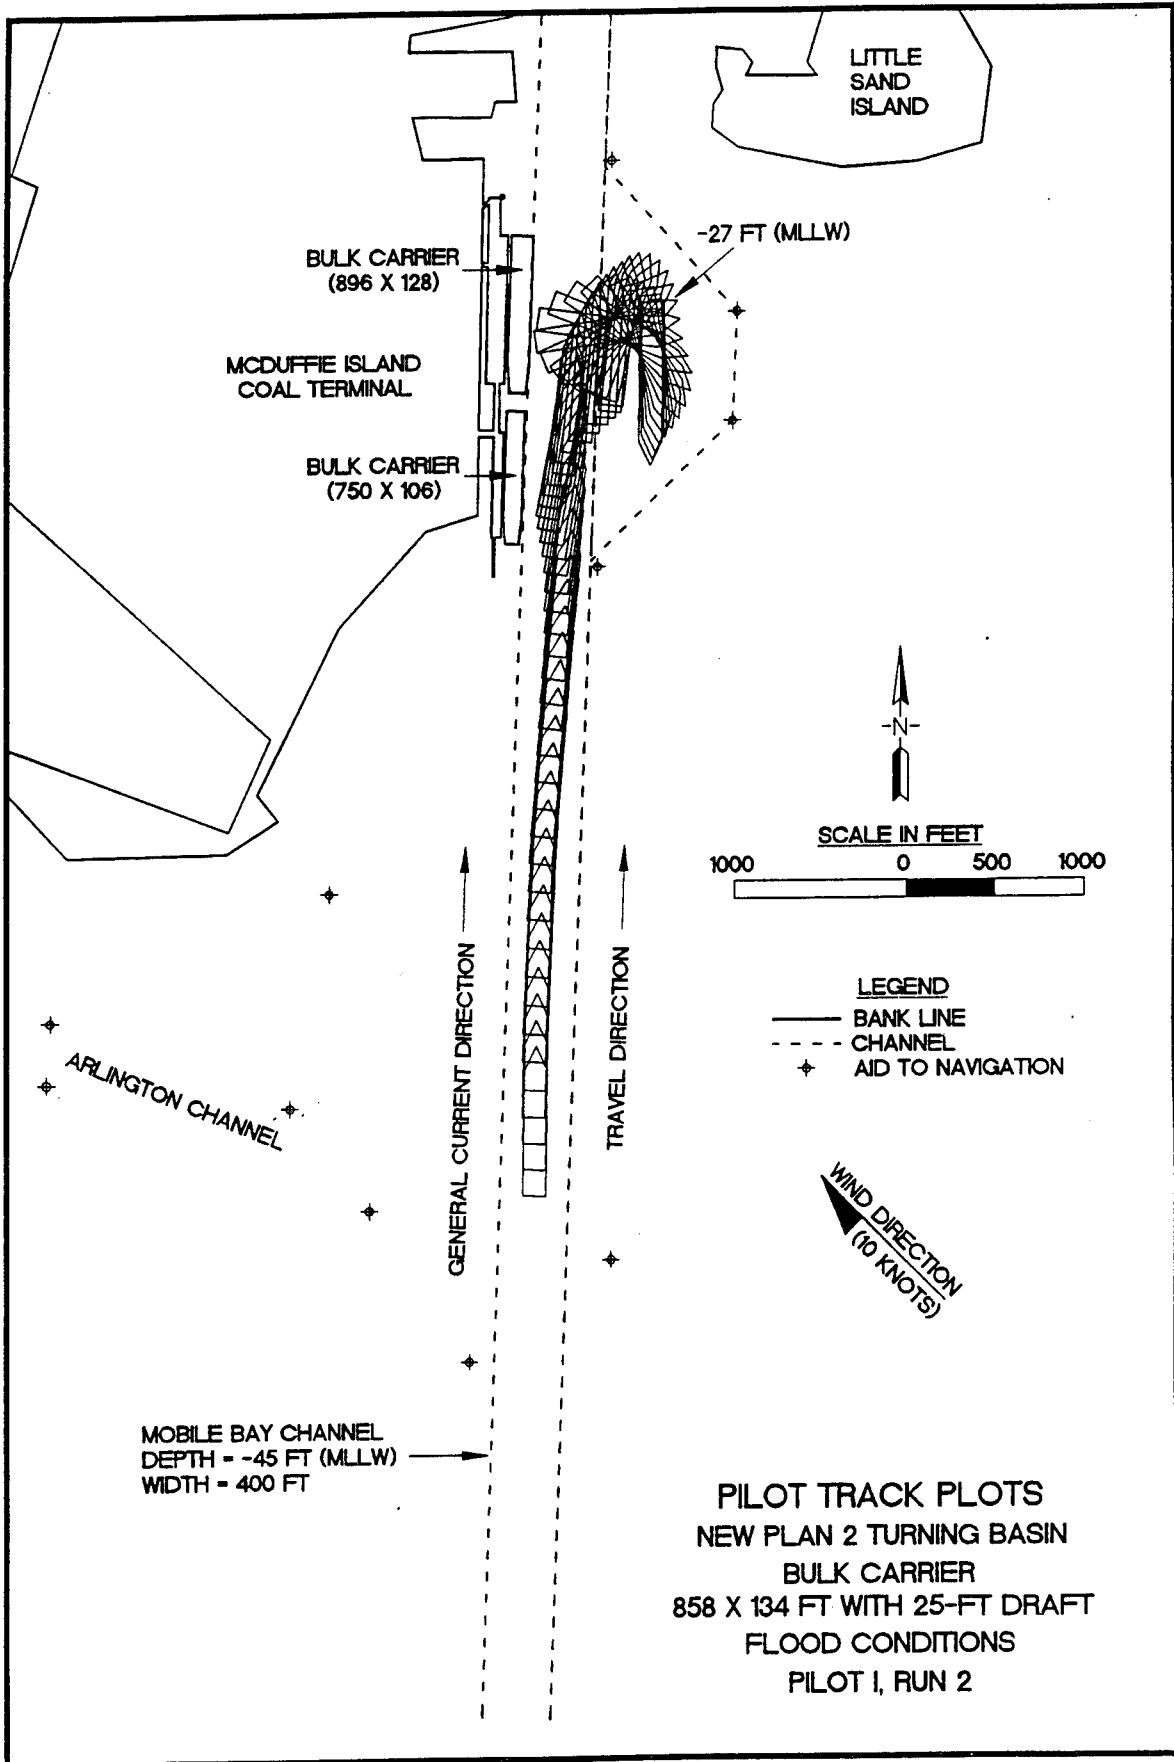 LITTLE
SAND
ISLAND
-27 FT (MLLW)
BULK CARRIER
(896 X 128)
MCDUFFIE ISLAND
COAL TERMINAL
BULK CARRIER
(750 X 106)
-N-
SCALE IN FEET
1000 0 500 1000
GENERAL CURRENT DIRECTION
TRAVEL DIRECTION
LEGEND
BANK LINE
CHANNEL
AID TO NAVIGATION
ARLINGTON CHANNEL
WIND DIRECTION
(10 KNOTS)
MOBILE BAY CHANNEL
DEPTH = -45 FT (MLLW)
WIDTH = 400 FT
PILOT TRACK PLOTS
NEW PLAN 2 TURNING BASIN
BULK CARRIER
858 X 134 FT WITH 25-FT DRAFT
FLOOD CONDITIONS
PILOT 1, RUN 2